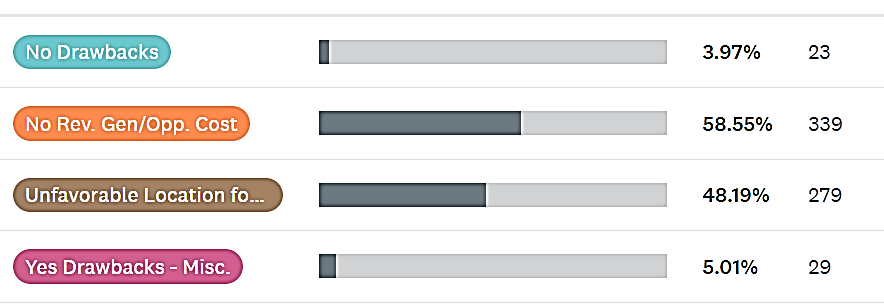 No Drawbacks 3.97% 23
No Rev. Gen/Opp. Cost 58.55% 339
Unfavorable Location fo... 48.19% 279
Yes Drawbacks - Misc. 5.01% 29